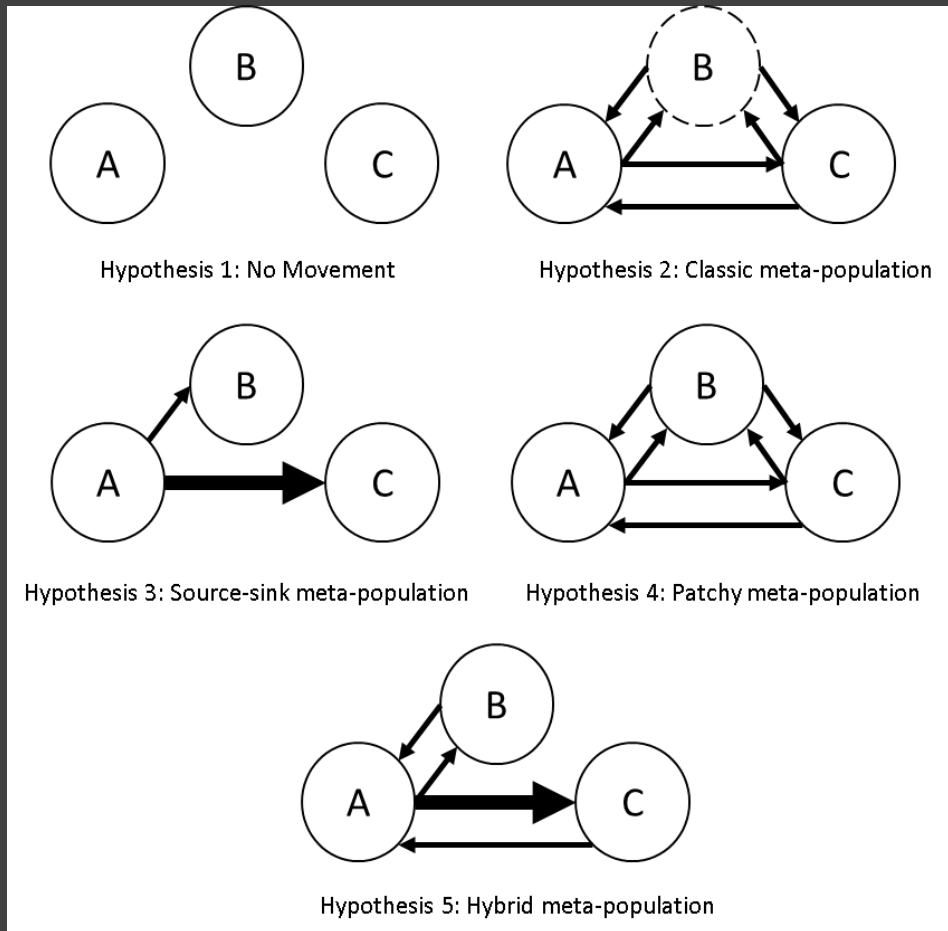 B
A
C
Hypothesis 1: No Movement
B
A
C
Hypothesis 2: Classic meta-population
B
A
C
Hypothesis 3: Source-sink meta-population
B
A
C
Hypothesis 4: Patchy meta-population
B
A
C
Hypothesis 5: Hybrid meta-population